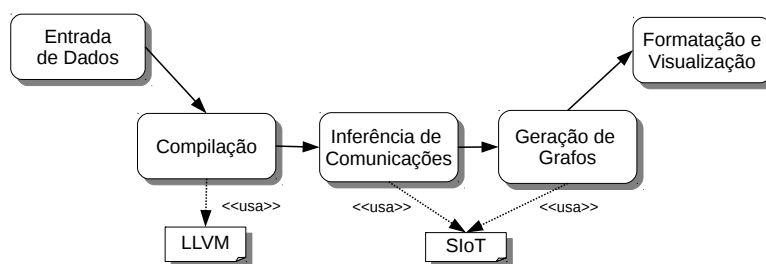 Entrada
de Dados
Formatação e
Visualização
Compilação
Inferência de
Comunicações
Geração de
Grafos
<<usa>>
<<usa>>
<<usa>>
LLVM
SIoT